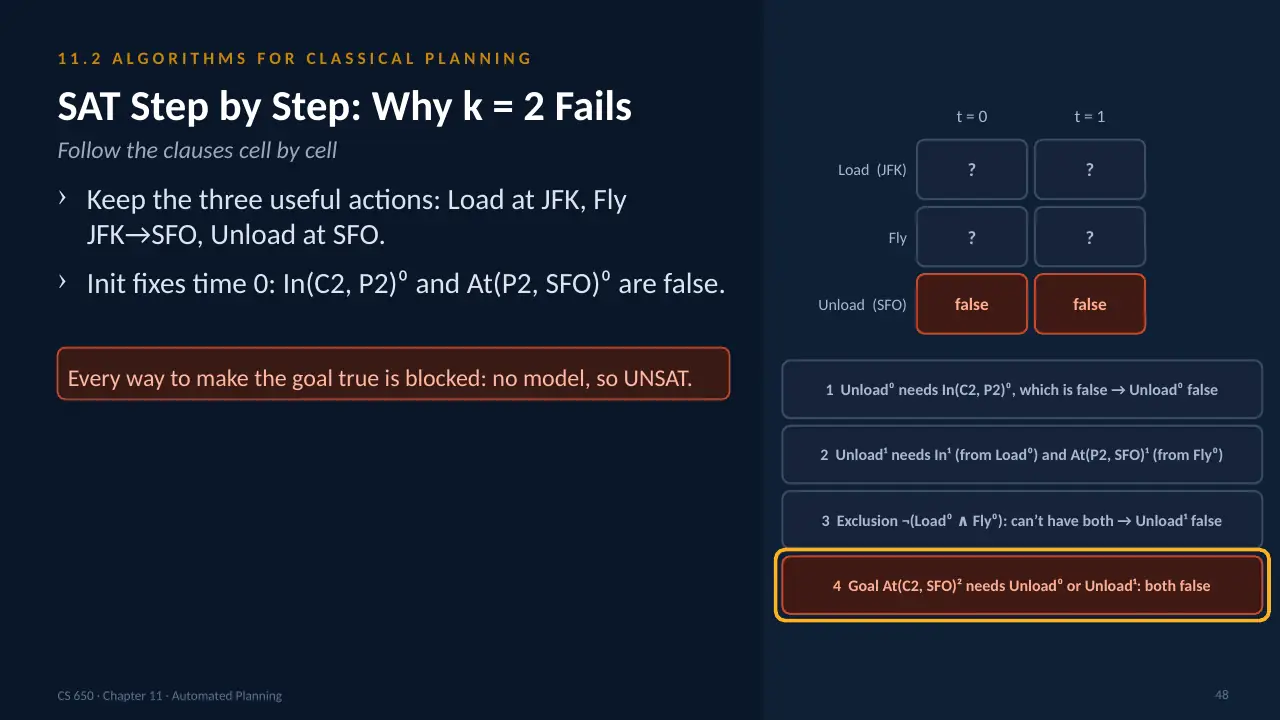 11.2 ALGORITHMS FOR CLASSICAL PLANNING
SAT Step by Step: Why k = 2 Fails
Follow the clauses cell by cell
› Keep the three useful actions: Load at JFK, Fly
JFK→SFO, Unload at SFO.
› Init fixes time 0: In(C2, P2)⁰ and At(P2, SFO)⁰ are false.
Every way to make the goal true is blocked: no model, so UNSAT.
t = 0 t = 1
Load (JFK) ? ?
Fly ? ?
Unload (SFO) false false
1 Unload⁰ needs In(C2, P2)⁰, which is false → Unload⁰ false
2 Unload¹ needs In¹ (from Load⁰) and At(P2, SFO)¹ (from Fly⁰)
3 Exclusion ¬(Load⁰ ∧ Fly⁰): can’t have both → Unload¹ false
4 Goal At(C2, SFO)² needs Unload⁰ or Unload¹: both false
CS 650 · Chapter 11 · Automated Planning
48